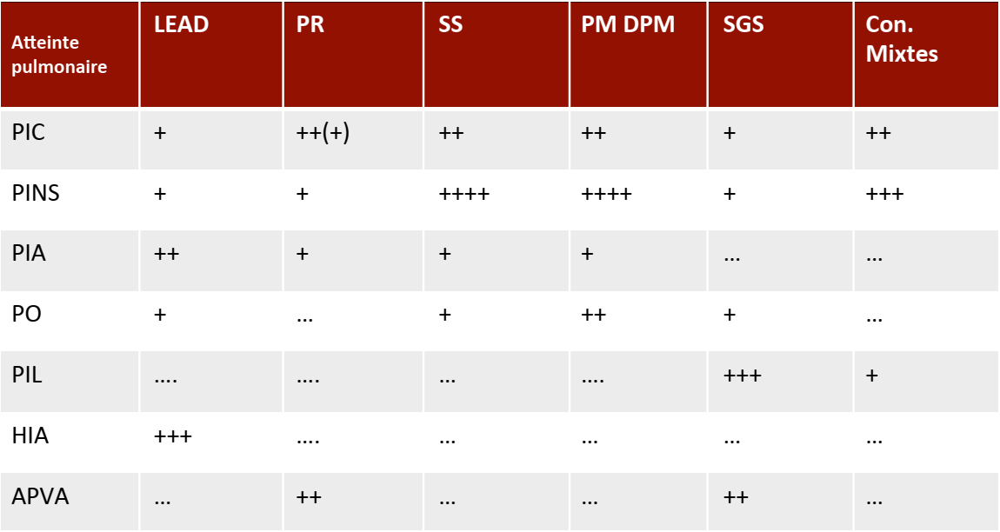 Atteinte pulmonaire LEAD PR SS PM DPM SGS Con. Mixtes
PIC + ++(+) ++ ++ + ++
PINS + + ++++ ++++ + +++
PIA ++ + + + ... ...
PO + ... + ++ + ...
PIL .... .... ... .... +++ +
HIA +++ .... ... ... ... ...
APVA ... ++ ... ... ++ ...